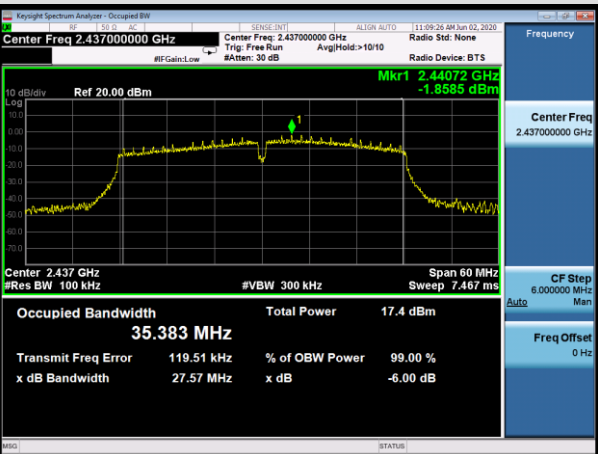 Keysight Spectrum Analyzer - Occupied BW
RF 50 Ω AC SENSE:INT ALIGN AUTO 11:09:26 AM Jun 02, 2020
Center Freq 2.437000000 GHz
Center Freq: 2.437000000 GHz
Radio Std: None
Trig: Free Run Avg|Hold:>10/10
#IFGain:Low
#Atten: 30 dB
Radio Device: BTS
Mkr1 2.44072 GHz
-1.8585 dBm
10 dB/div Ref 20.00 dBm
Log
10.0
0.00
-10.0
-20.0
-30.0
-40.0
-50.0
-60.0
-70.0
1
Center 2.437 GHz
Span 60 MHz
#Res BW 100 kHz
#VBW 300 kHz
Sweep 7.467 ms
Occupied Bandwidth
Total Power 17.4 dBm
35.383 MHz
Transmit Freq Error 119.51 kHz
% of OBW Power 99.00 %
x dB Bandwidth 27.57 MHz
x dB -6.00 dB
MSG
STATUS
Frequency
Center Freq
2.437000000 GHz
CF Step
6.000000 MHz
Auto Man
Freq Offset
0 Hz